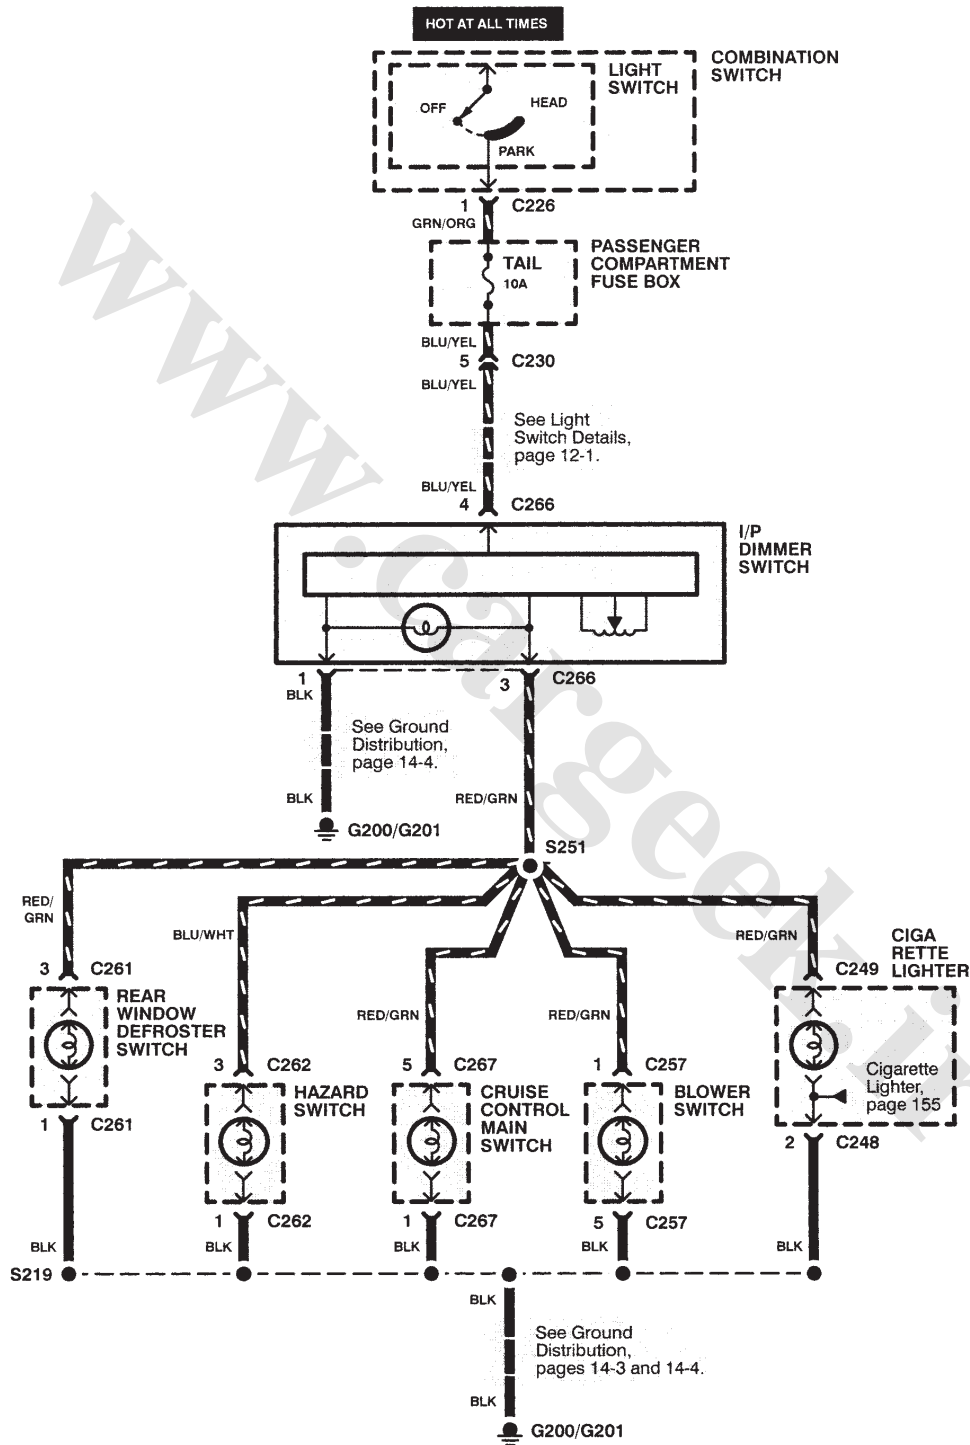 HOT AT ALL TIMES
COMBINATION
SWITCH
LIGHT
SWITCH
OFF
HEAD
PARK
1
C226
GRN/ORG
PASSENGER
COMPARTMENT
FUSE BOX
TAIL
10A
BLU/YEL
5
C230
BLU/YEL
See Light
Switch Details,
page 12-1.
BLU/YEL
4
C266
I/P
DIMMER
SWITCH
1
BLK
3
C266
See Ground
Distribution,
page 14-4.
BLK
RED/GRN
G200/G201
S251
RED/
GRN
BLU/WHT
RED/GRN
CIGA
RETTE
LIGHTER
3
C261
C249
REAR
WINDOW
DEFROSTER
SWITCH
RED/GRN
RED/GRN
3
C262
5
C267
1
C257
Cigarette
Lighter,
page 155
HAZARD
SWITCH
CRUISE
CONTROL
MAIN
SWITCH
BLOWER
SWITCH
1
C261
2
C248
1
C262
1
C267
5
C257
BLK
BLK
BLK
BLK
BLK
S219
BLK
See Ground
Distribution,
pages 14-3 and 14-4.
BLK
G200/G201
www.cargeek.ir